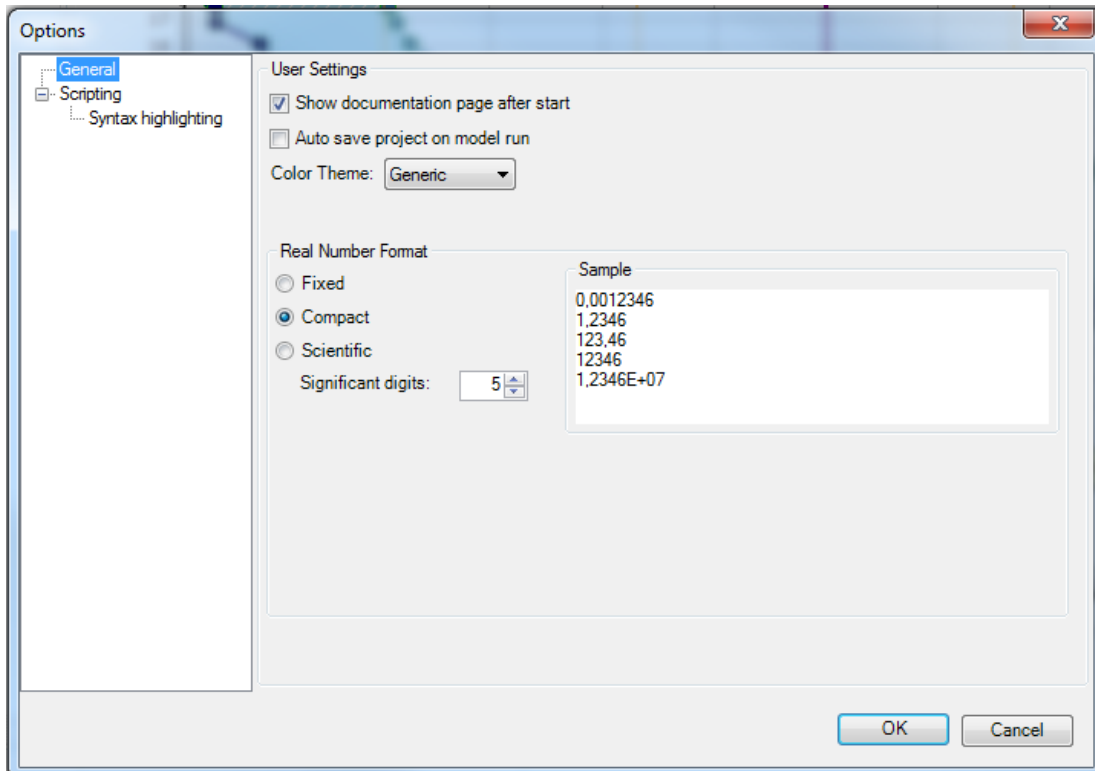 Options
General
Scripting
Syntax highlighting
User Settings
Show documentation page after start
Auto save project on model run
Color Theme: Generic
Real Number Format
Fixed
Compact
Scientific
Significant digits: 5
Sample
0,0012346
1,2346
123,46
12346
1,2346E+07
OK
Cancel